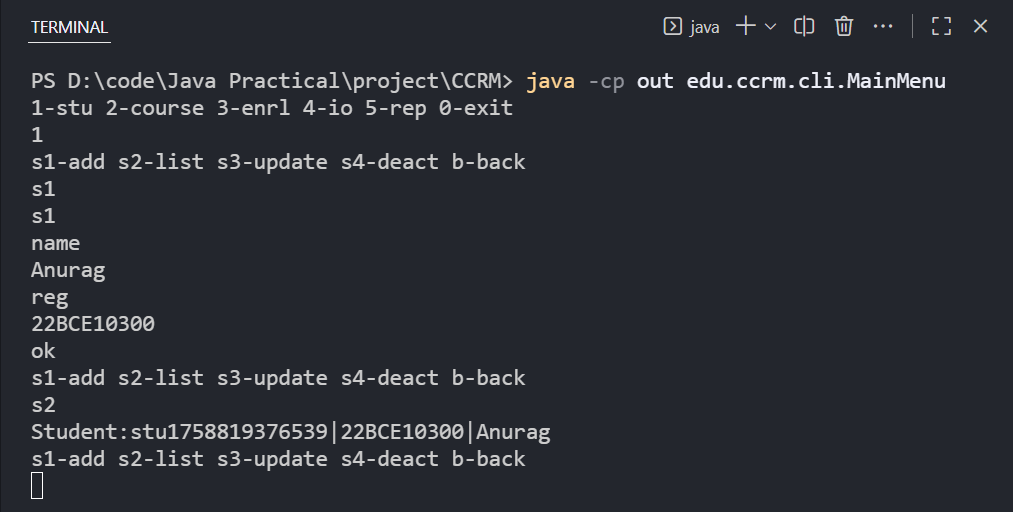 TERMINAL
java
PS D:\code\Java Practical\project\CCRM> java -cp out edu.ccrm.cli.MainMenu
1-stu 2-course 3-enrl 4-io 5-rep 0-exit
1
s1-add s2-list s3-update s4-deact b-back
s1
s1
name
Anurag
reg
22BCE10300
ok
s1-add s2-list s3-update s4-deact b-back
s2
Student:stu1758819376539|22BCE10300|Anurag
s1-add s2-list s3-update s4-deact b-back